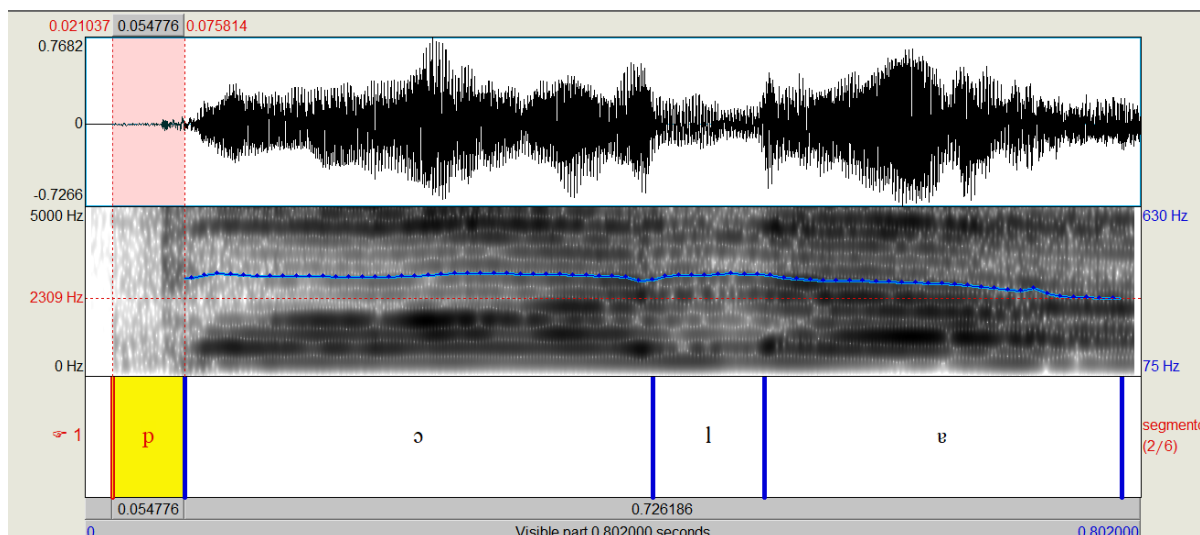 0.021037 0.054776 0.075814
0.7682
0
-0.7266
5000 Hz 630 Hz
2309 Hz
0 Hz 75 Hz
☞ 1 p ɔ l ɐ segmento
(2/6)
0.054776 0.726186
0 Visible part 0.802000 seconds 0.802000